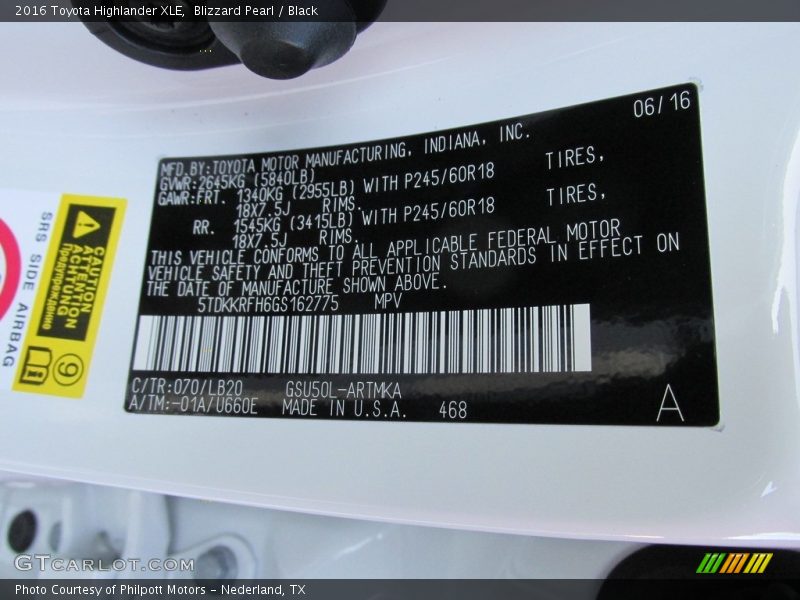 2016 Toyota Highlander XLE, Blizzard Pearl / Black
06/16
MFD.BY:TOYOTA MOTOR MANUFACTURING, INDIANA, INC.
GVWR:2645KG (5840LB)
GAWR:FRT. 1340KG (2955LB) WITH P245/60R18 TIRES,
18X7.5J RIMS.
RR. 1545KG (3415LB) WITH P245/60R18 TIRES,
18X7.5J RIMS.
THIS VEHICLE CONFORMS TO ALL APPLICABLE FEDERAL MOTOR
VEHICLE SAFETY AND THEFT PREVENTION STANDARDS IN EFFECT ON
THE DATE OF MANUFACTURE SHOWN ABOVE.
5TDKKRFH6GS162775 MPV
C/TR:070/LB20 GSU50L-ARTMKA
A/TM:-01A/U660E MADE IN U.S.A. 468
A
SRS SIDE AIRBAG
CAUTION
ATTENTION
ACHTUNG
Предупреждение
6
GTCARLOT.COM
Photo Courtesy of Philpott Motors - Nederland, TX